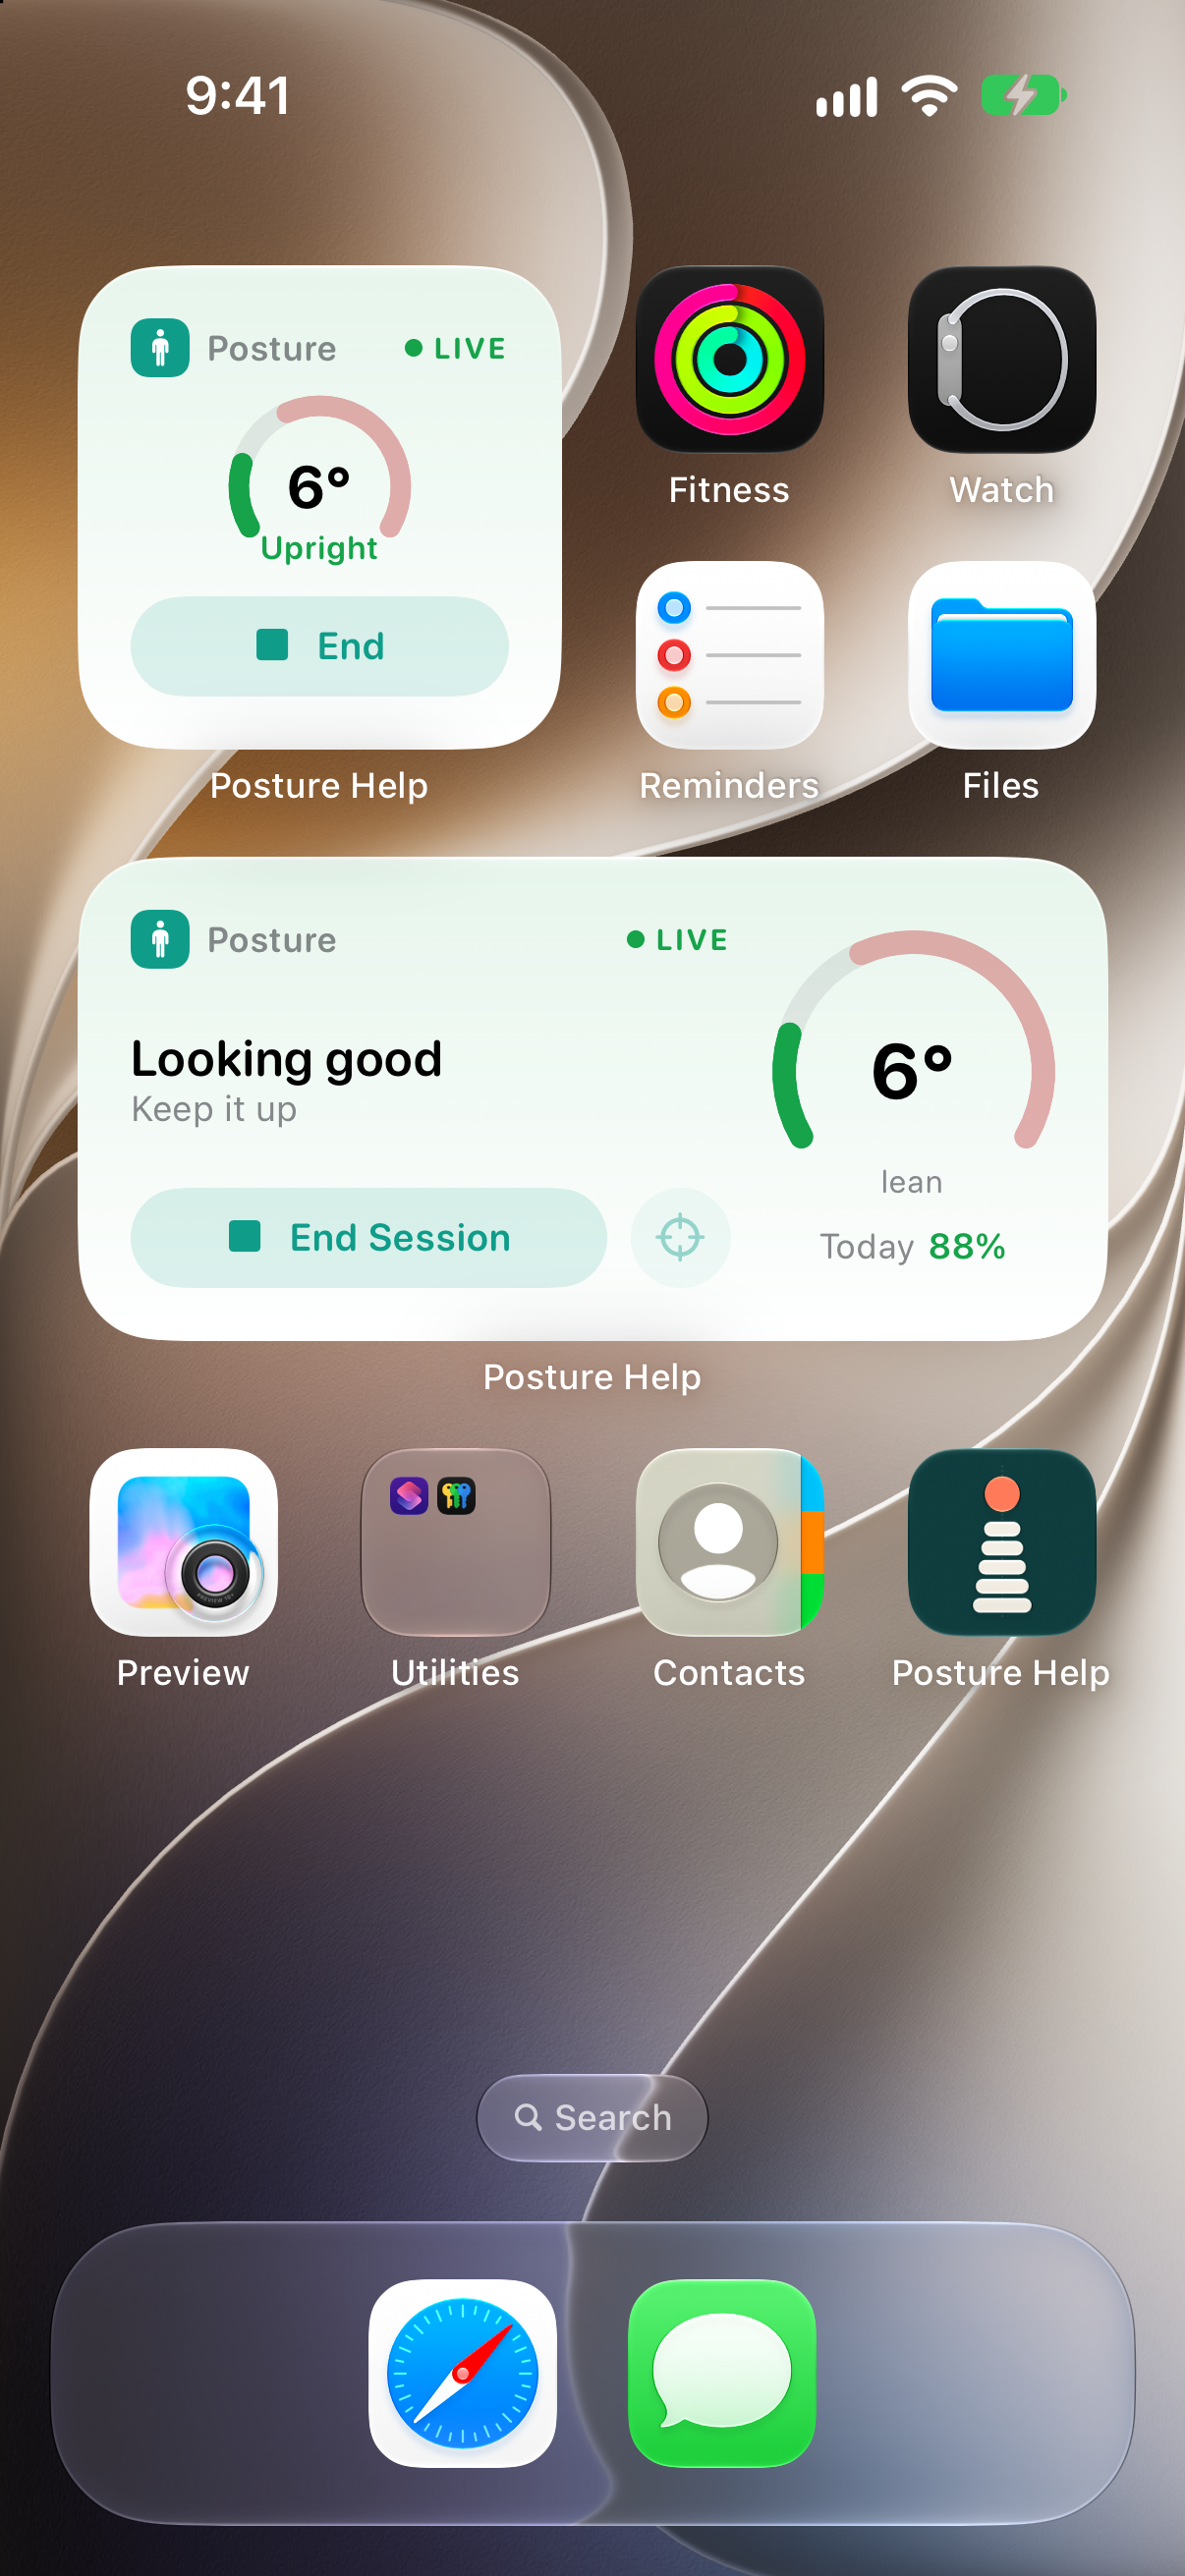 9:41
Posture
LIVE
6°
Upright
End
Posture Help
Fitness
Watch
Reminders
Files
Posture
LIVE
Looking good
Keep it up
End Session
6°
lean
Today 88%
Posture Help
Preview
Utilities
Contacts
Posture Help
Search